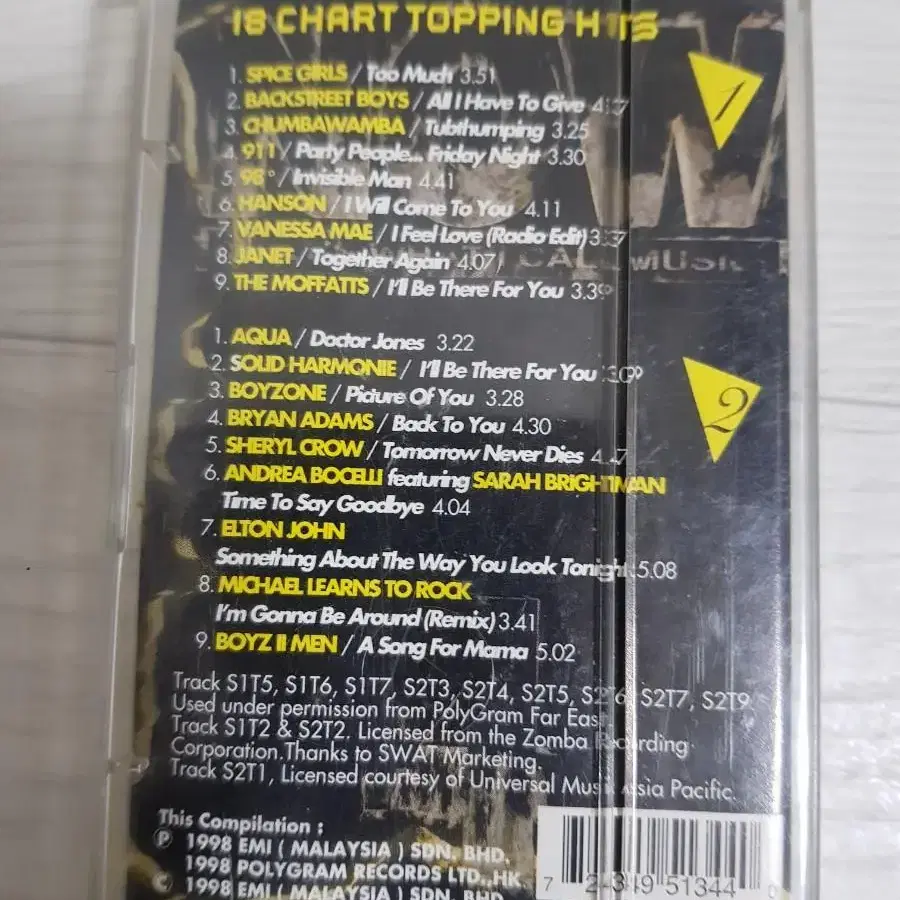 18 CHART TOPPING HITS
1. SPICE GIRLS / Too Much 3.51
2. BACKSTREET BOYS / All I Have To Give
3. CHUMBAWAMBA / Tubthumping 3.25
4. 911 / Party People... Friday Night 3.30
5. 98° / Invisible Man 4.41
6. HANSON / I Will Come To You 4.11
7. VANESSA MAE / I Feel Love (Radio Edit)
8. JANET / Together Again 4.07
9. THE MOFFATTS / I'll Be There For You 3.39
1
1. AQUA / Doctor Jones 3.22
2. SOLID HARMONIE / I'll Be There For You 3.09
3. BOYZONE / Picture Of You 3.28
4. BRYAN ADAMS / Back To You 4.30
5. SHERYL CROW / Tomorrow Never Dies
6. ANDREA BOCELLI featuring SARAH BRIGHTMAN
Time To Say Goodbye 4.04
7. ELTON JOHN
Something About The Way You Look Tonight 5.08
8. MICHAEL LEARNS TO ROCK
I'm Gonna Be Around (Remix) 3.41
9. BOYZ II MEN / A Song For Mama 5.02
2
Track S1T5, S1T6, S1T7, S2T3, S2T4, S2T5, S2T6, S2T7, S2T9
Used under permission from PolyGram Far East.
Track S1T2 & S2T2. Licensed from the Zomba Recording
Corporation.Thanks to SWAT Marketing.
Track S2T1, Licensed courtesy of Universal Music Asia Pacific.
This Compilation :
℗ 1998 EMI ( MALAYSIA ) SDN. BHD.
1998 POLYGRAM RECORDS LTD.,HK
© 1998 EMI ( MALAYSIA ) SDN. BHD
7 24349 51344 0